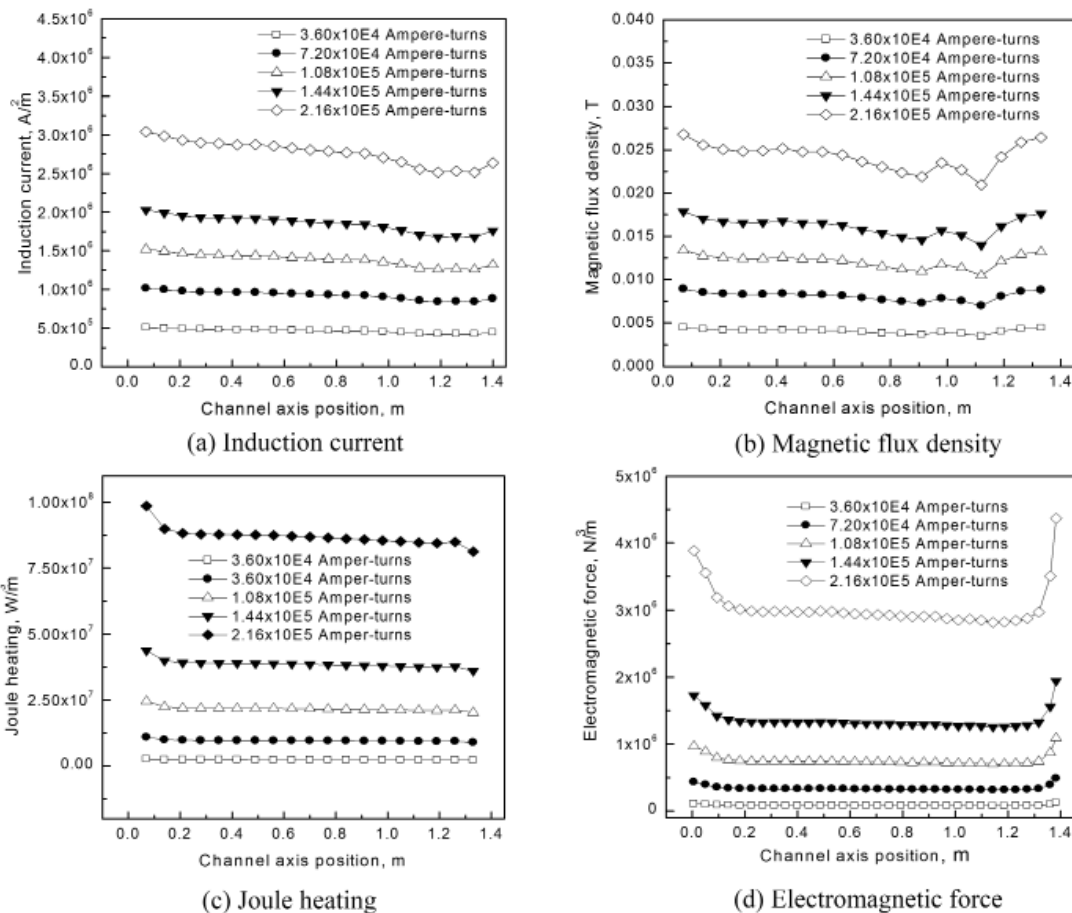 4.5x10⁶
4.0x10⁶
3.5x10⁶
3.0x10⁶
2.5x10⁶
2.0x10⁶
1.5x10⁶
1.0x10⁶
5.0x10⁵
0.0
Induction current, A/m²
3.60x10E4 Ampere-turns
7.20x10E4 Ampere-turns
1.08x10E5 Ampere-turns
1.44x10E5 Ampere-turns
2.16x10E5 Ampere-turns
0.0 0.2 0.4 0.6 0.8 1.0 1.2 1.4
Channel axis position, m
(a) Induction current
0.040
0.035
0.030
0.025
0.020
0.015
0.010
0.005
0.000
Magnetic flux density, T
3.60x10E4 Ampere-turns
7.20x10E4 Ampere-turns
1.08x10E5 Ampere-turns
1.44x10E5 Ampere-turns
2.16x10E5 Ampere-turns
0.0 0.2 0.4 0.6 0.8 1.0 1.2 1.4
Channel axis position, m
(b) Magnetic flux density
1.00x10⁸
7.50x10⁷
5.00x10⁷
2.50x10⁷
0.00
Joule heating, W/m³
3.60x10E4 Amper-turns
3.60x10E4 Amper-turns
1.08x10E5 Amper-turns
1.44x10E5 Amper-turns
2.16x10E5 Amper-turns
0.0 0.2 0.4 0.6 0.8 1.0 1.2 1.4
Channel axis position, m
(c) Joule heating
5x10⁶
4x10⁶
3x10⁶
2x10⁶
1x10⁶
0
Electromagnetic force, N/m³
3.60x10E4 Amper-turns
7.20x10E4 Amper-turns
1.08x10E5 Amper-turns
1.44x10E5 Amper-turns
2.16x10E5 Amper-turns
0.0 0.2 0.4 0.6 0.8 1.0 1.2 1.4
Channel axis position, m
(d) Electromagnetic force